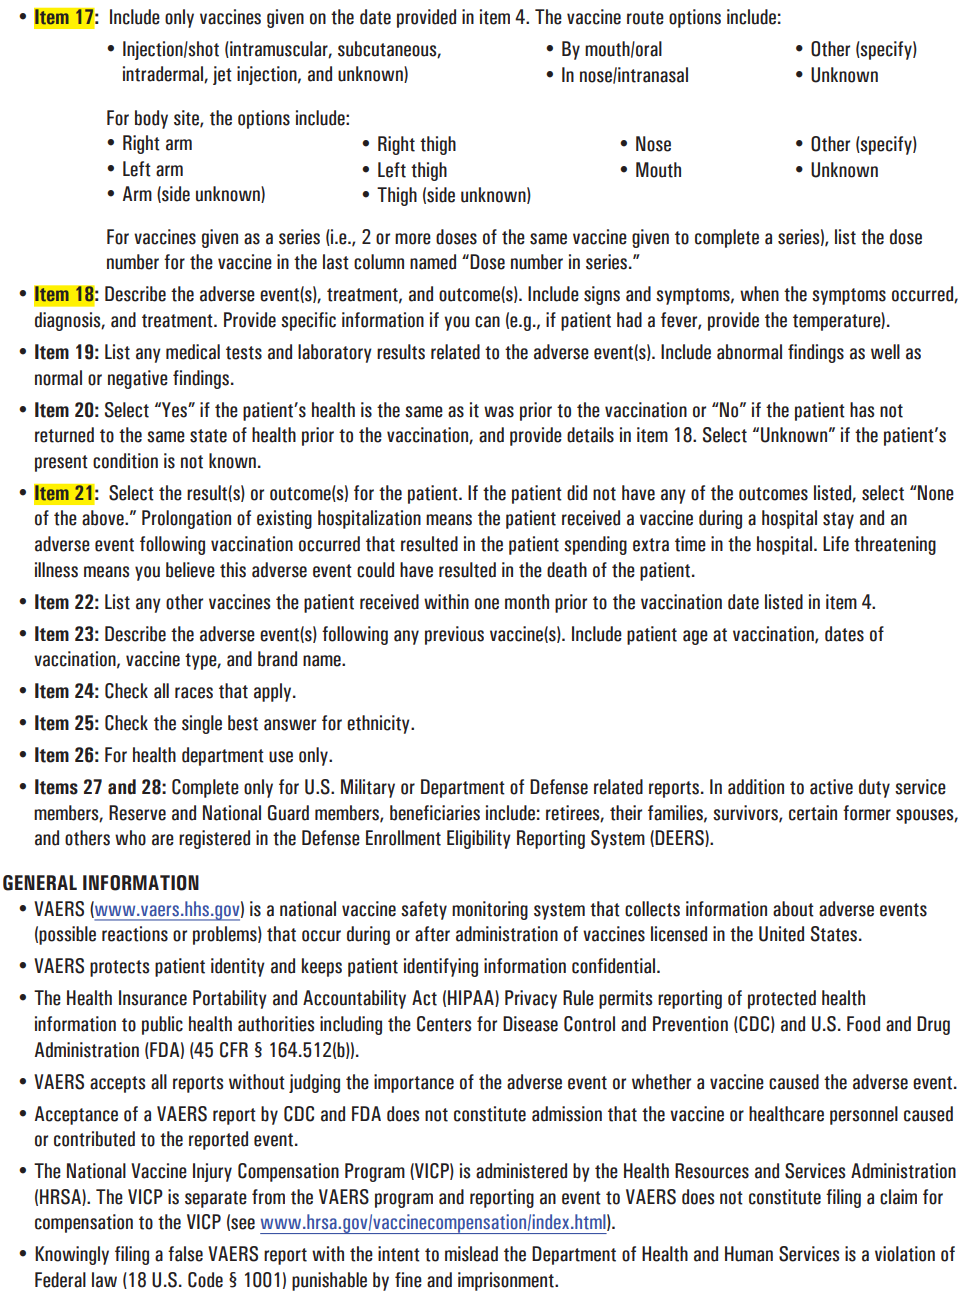 • Item 17: Include only vaccines given on the date provided in item 4. The vaccine route options include:
• Injection/shot (intramuscular, subcutaneous, intradermal, jet injection, and unknown)
• By mouth/oral
• In nose/intranasal
• Other (specify)
• Unknown
For body site, the options include:
• Right arm
• Left arm
• Arm (side unknown)
• Right thigh
• Left thigh
• Thigh (side unknown)
• Nose
• Mouth
• Other (specify)
• Unknown
For vaccines given as a series (i.e., 2 or more doses of the same vaccine given to complete a series), list the dose
number for the vaccine in the last column named “Dose number in series.”
• Item 18: Describe the adverse event(s), treatment, and outcome(s). Include signs and symptoms, when the symptoms occurred,
diagnosis, and treatment. Provide specific information if you can (e.g., if patient had a fever, provide the temperature).
• Item 19: List any medical tests and laboratory results related to the adverse event(s). Include abnormal findings as well as
normal or negative findings.
• Item 20: Select “Yes” if the patient’s health is the same as it was prior to the vaccination or “No” if the patient has not
returned to the same state of health prior to the vaccination, and provide details in item 18. Select “Unknown” if the patient’s
present condition is not known.
• Item 21: Select the result(s) or outcome(s) for the patient. If the patient did not have any of the outcomes listed, select “None
of the above.” Prolongation of existing hospitalization means the patient received a vaccine during a hospital stay and an
adverse event following vaccination occurred that resulted in the patient spending extra time in the hospital. Life threatening
illness means you believe this adverse event could have resulted in the death of the patient.
• Item 22: List any other vaccines the patient received within one month prior to the vaccination date listed in item 4.
• Item 23: Describe the adverse event(s) following any previous vaccine(s). Include patient age at vaccination, dates of
vaccination, vaccine type, and brand name.
• Item 24: Check all races that apply.
• Item 25: Check the single best answer for ethnicity.
• Item 26: For health department use only.
• Items 27 and 28: Complete only for U.S. Military or Department of Defense related reports. In addition to active duty service
members, Reserve and National Guard members, beneficiaries include: retirees, their families, survivors, certain former spouses,
and others who are registered in the Defense Enrollment Eligibility Reporting System (DEERS).
GENERAL INFORMATION
• VAERS (www.vaers.hhs.gov) is a national vaccine safety monitoring system that collects information about adverse events
(possible reactions or problems) that occur during or after administration of vaccines licensed in the United States.
• VAERS protects patient identity and keeps patient identifying information confidential.
• The Health Insurance Portability and Accountability Act (HIPAA) Privacy Rule permits reporting of protected health
information to public health authorities including the Centers for Disease Control and Prevention (CDC) and U.S. Food and Drug
Administration (FDA) (45 CFR § 164.512(b)).
• VAERS accepts all reports without judging the importance of the adverse event or whether a vaccine caused the adverse event.
• Acceptance of a VAERS report by CDC and FDA does not constitute admission that the vaccine or healthcare personnel caused
or contributed to the reported event.
• The National Vaccine Injury Compensation Program (VICP) is administered by the Health Resources and Services Administration
(HRSA). The VICP is separate from the VAERS program and reporting an event to VAERS does not constitute filing a claim for
compensation to the VICP (see www.hrsa.gov/vaccinecompensation/index.html).
• Knowingly filing a false VAERS report with the intent to mislead the Department of Health and Human Services is a violation of
Federal law (18 U.S. Code § 1001) punishable by fine and imprisonment.